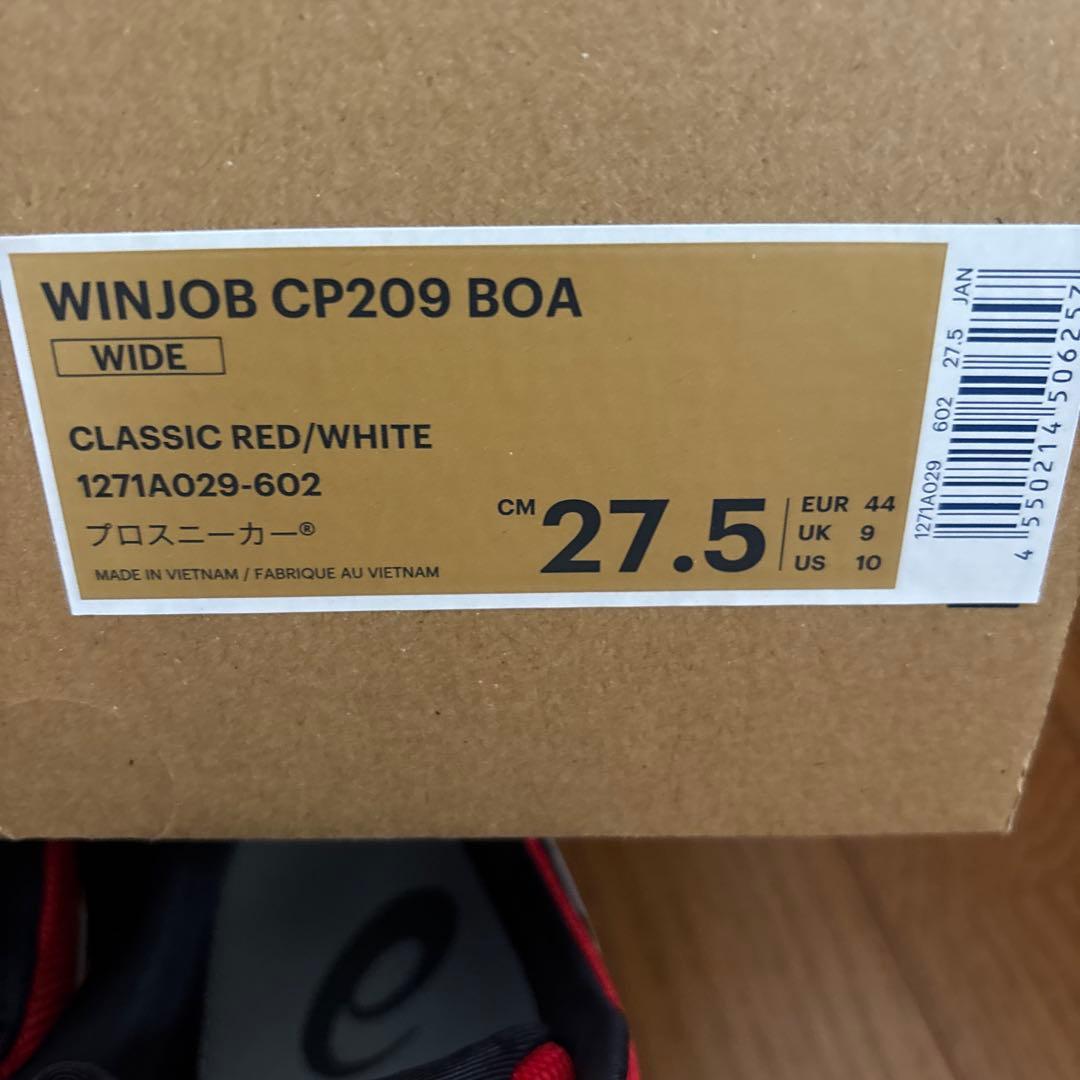 WINJOB CP209 BOA
WIDE
CLASSIC RED/WHITE
1271A029-602
プロスニーカー®
MADE IN VIETNAM / FABRIQUE AU VIETNAM
CM 27.5
EUR 44
UK 9
US 10
1271A029 602 27.5 JAN
4 550214 506257